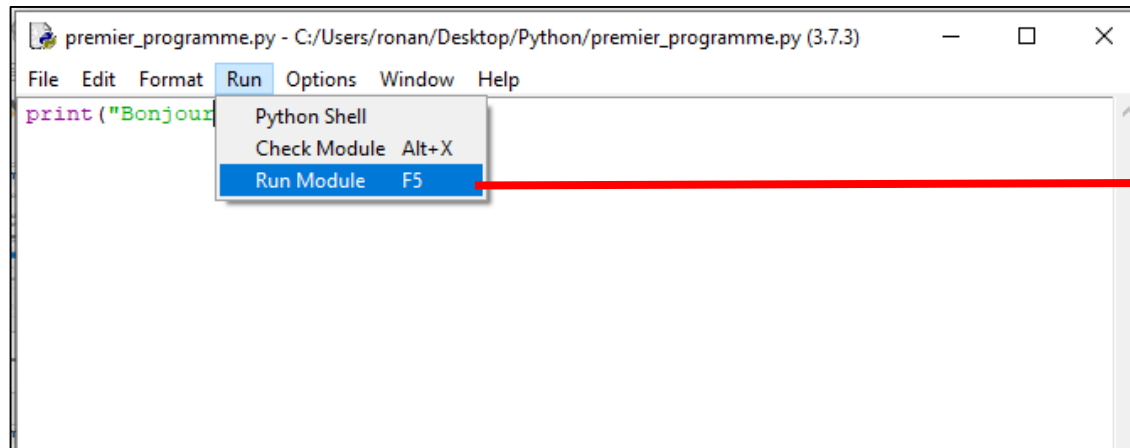 premier_programme.py - C:/Users/ronan/Desktop/Python/premier_programme.py (3.7.3)
File Edit Format Run Options Window Help
print("Bonjour
Python Shell
Check Module Alt+X
Run Module F5